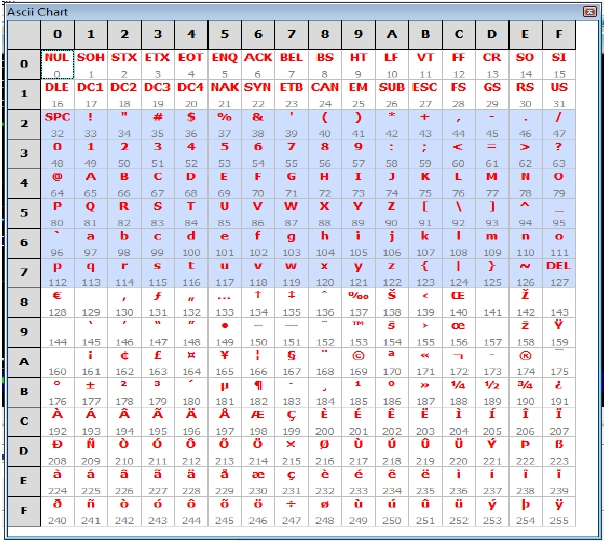 Ascii Chart
0 1 2 3 4 5 6 7 8 9 A B C D E F
0 NUL SOH STX ETX EOT ENQ ACK BEL BS HT LF VT FF CR SO SI
0 1 2 3 4 5 6 7 8 9 10 11 12 13 14 15
1 DLE DC1 DC2 DC3 DC4 NAK SYN ETB CAN EM SUB ESC FS GS RS US
16 17 18 19 20 21 22 23 24 25 26 27 28 29 30 31
2 SPC ! " # $ % & ' ( ) * + , - . /
32 33 34 35 36 37 38 39 40 41 42 43 44 45 46 47
3 0 1 2 3 4 5 6 7 8 9 : ; < = > ?
48 49 50 51 52 53 54 55 56 57 58 59 60 61 62 63
4 @ A B C D E F G H I J K L M N O
64 65 66 67 68 69 70 71 72 73 74 75 76 77 78 79
5 P Q R S T U V W X Y Z [ \ ] ^ _
80 81 82 83 84 85 86 87 88 89 90 91 92 93 94 95
6 ` a b c d e f g h i j k l m n o
96 97 98 99 100 101 102 103 104 105 106 107 108 109 110 111
7 p q r s t u v w x y z { | } ~ DEL
112 113 114 115 116 117 118 119 120 121 122 123 124 125 126 127
8 € ‚ ƒ „ … † ‡ ˆ ‰ Š ‹ Œ Ž
128 129 130 131 132 133 134 135 136 137 138 139 140 141 142 143
9 ‘ ’ “ ” • – — ˜ ™ š › œ ž Ÿ
144 145 146 147 148 149 150 151 152 153 154 155 156 157 158 159
A ¡ ¢ £ ¤ ¥ ¦ § ¨ © ª « ¬ - ® ¯
160 161 162 163 164 165 166 167 168 169 170 171 172 173 174 175
B ° ± ² ³ ´ µ ¶ · ¸ ¹ º » ¼ ½ ¾ ¿
176 177 178 179 180 181 182 183 184 185 186 187 188 189 190 191
C À Á Â Ã Ä Å Æ Ç È É Ê Ë Ì Í Î Ï
192 193 194 195 196 197 198 199 200 201 202 203 204 205 206 207
D Ð Ñ Ò Ó Ô Õ Ö × Ø Ù Ú Û Ü Ý Þ ß
208 209 210 211 212 213 214 215 216 217 218 219 220 221 222 223
E à á â ã ä å æ ç è é ê ë ì í î ï
224 225 226 227 228 229 230 231 232 233 234 235 236 237 238 239
F ð ñ ò ó ô õ ö ÷ ø ù ú û ü ý þ ÿ
240 241 242 243 244 245 246 247 248 249 250 251 252 253 254 255